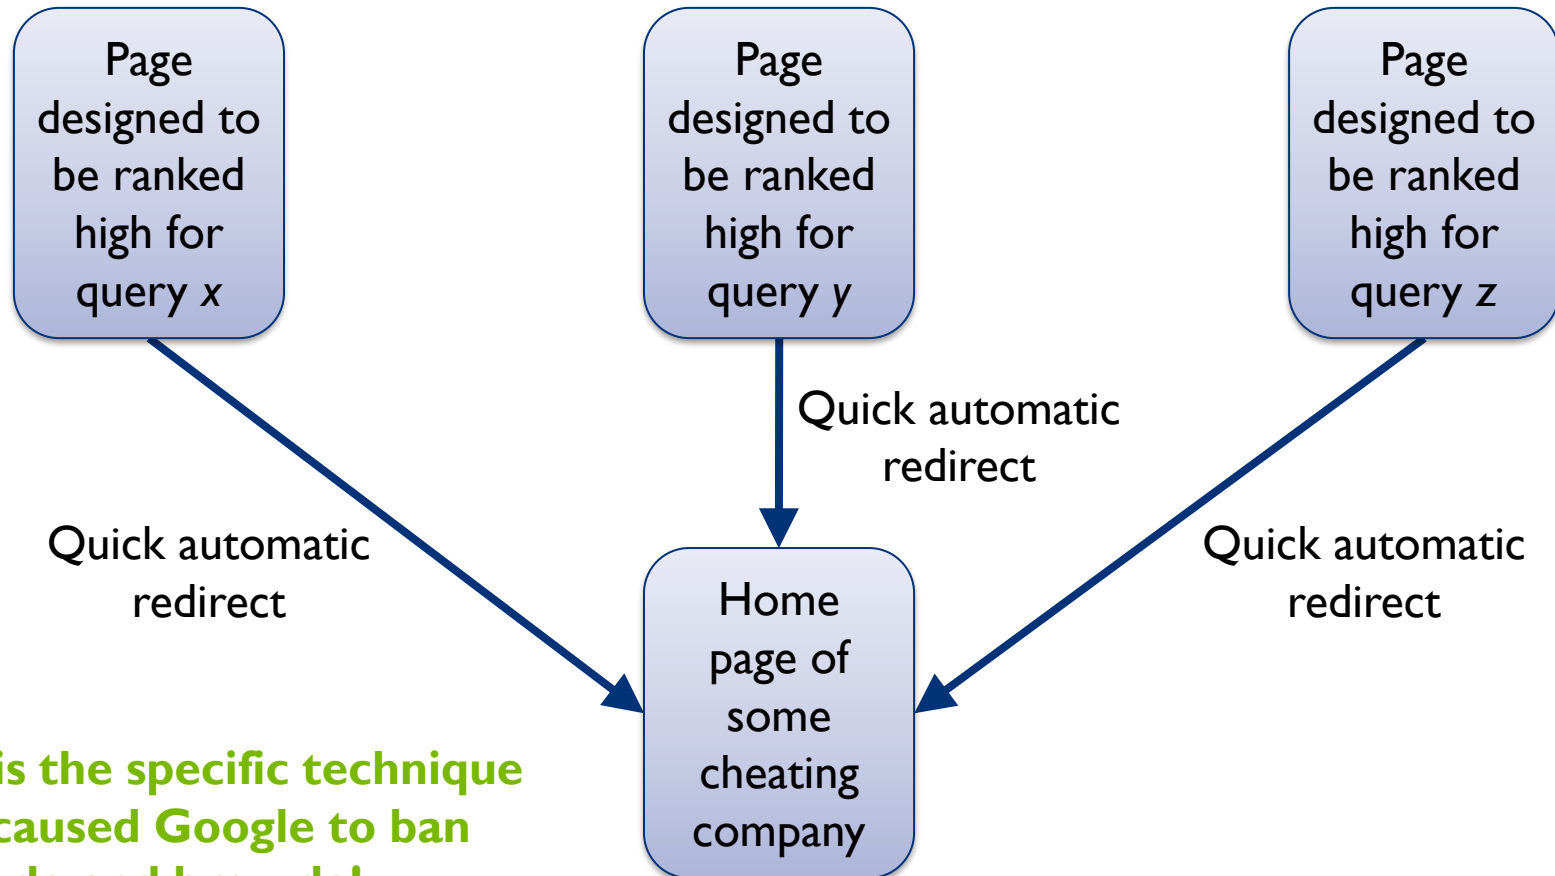 Page
designed to
be ranked
high for
query x
Page
designed to
be ranked
high for
query y
Page
designed to
be ranked
high for
query z
Quick automatic
redirect
Quick automatic
redirect
Quick automatic
redirect
Home
page of
some
cheating
company
is the specific technique
caused Google to ban